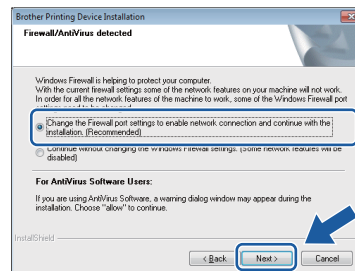 Brother Printing Device Installation
Firewall/AntiVirus detected
Windows Firewall is helping to protect your computer.
With the current firewall settings some of the network features on your machine will not work.
In order for all the network features of the machine to work, some of the Windows Firewall port
settings need to be changed.
Change the Firewall port settings to enable network connection and continue with the
installation. (Recommended)
Continue without changing the Windows Firewall settings. (Some network features will be
disabled)
For AntiVirus Software Users:
If you are using AntiVirus Software, a warning dialog window may appear during the
installation. Choose "allow" to continue.
InstallShield
< Back
Next >
Cancel